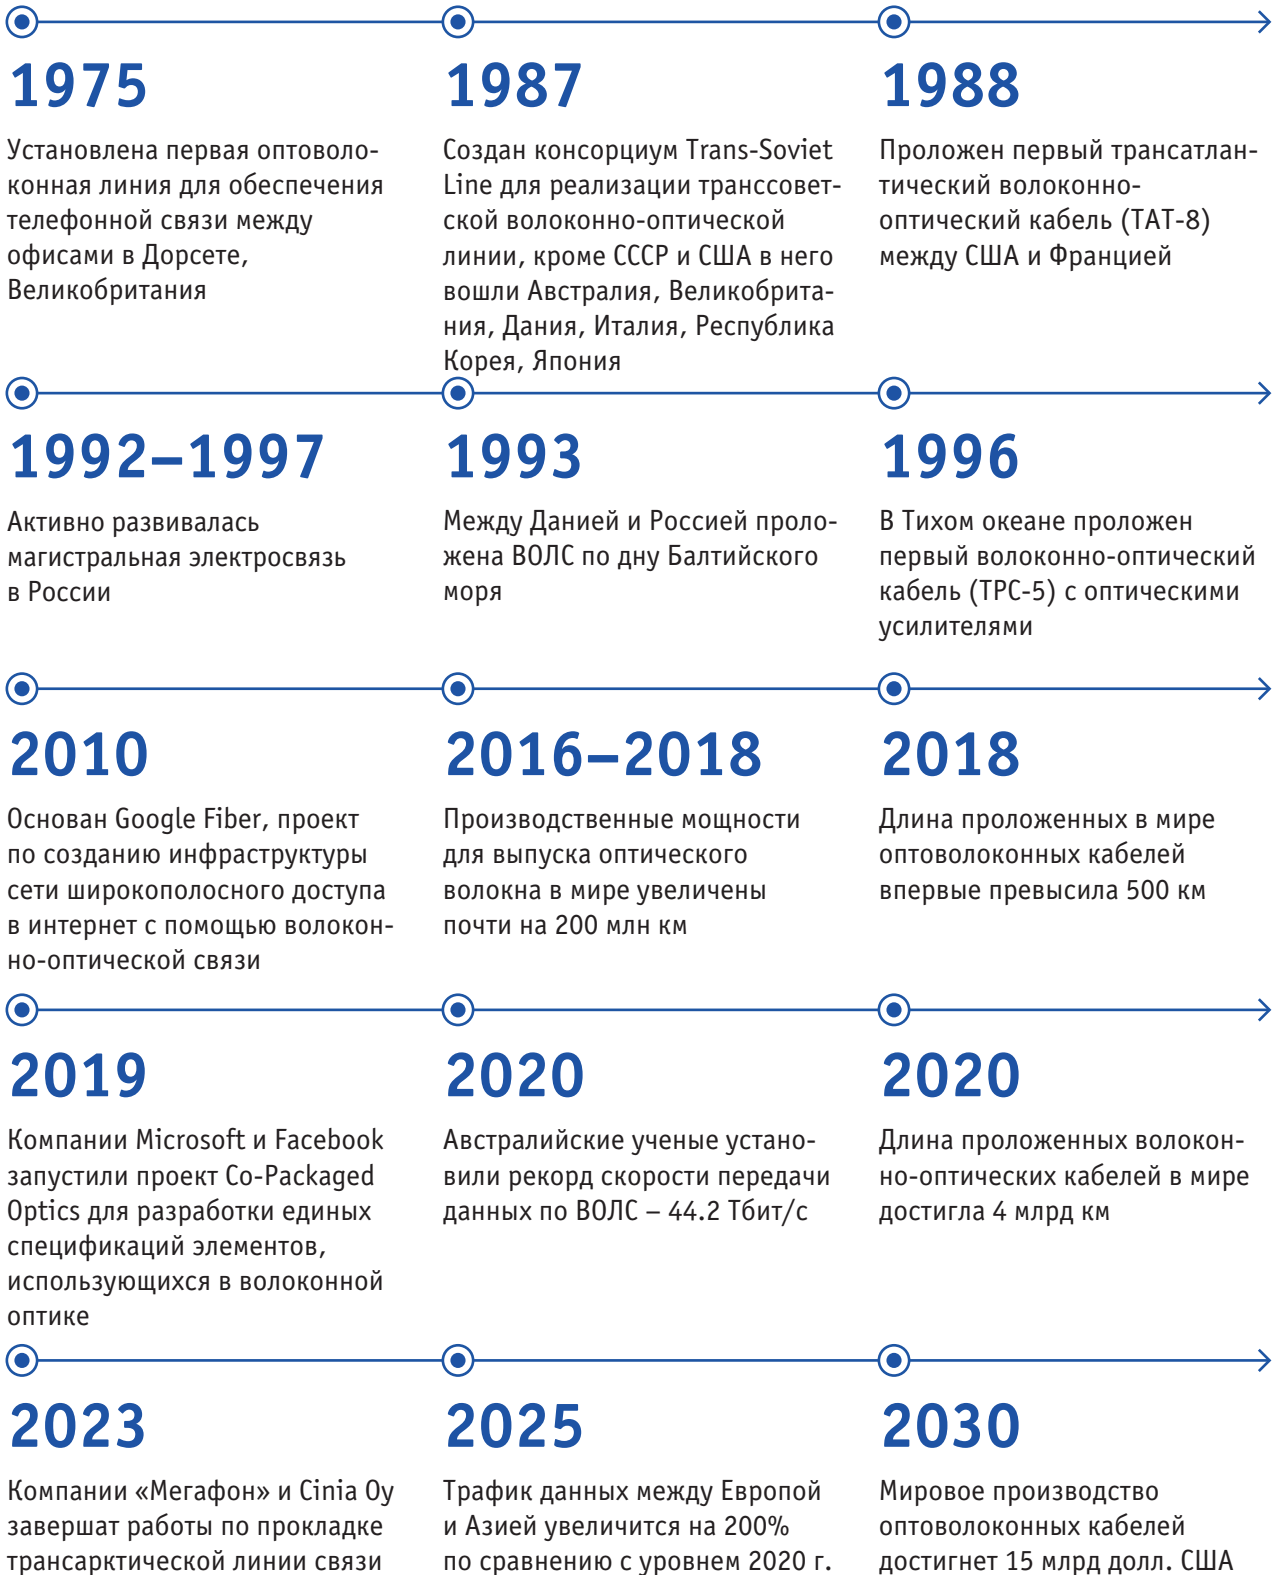 1975
Установлена первая оптоволо-
конная линия для обеспечения
телефонной связи между
офисами в Дорсете,
Великобритания
1987
Создан консорциум Trans-Soviet
Line для реализации транссовет-
ской волоконно-оптической
линии, кроме СССР и США в него
вошли Австралия, Великобрита-
ния, Дания, Италия, Республика
Корея, Япония
1988
Проложен первый трансатлан-
тический волоконно-
оптический кабель (ТАТ-8)
между США и Францией
1992–1997
Активно развивалась
магистральная электросвязь
в России
1993
Между Данией и Россией проло-
жена ВОЛС по дну Балтийского
моря
1996
В Тихом океане проложен
первый волоконно-оптический
кабель (TPC-5) с оптическими
усилителями
2010
Основан Google Fiber, проект
по созданию инфраструктуры
сети широкополосного доступа
в интернет с помощью волокон-
но-оптической связи
2016–2018
Производственные мощности
для выпуска оптического
волокна в мире увеличены
почти на 200 млн км
2018
Длина проложенных в мире
оптоволоконных кабелей
впервые превысила 500 км
2019
Компании Microsoft и Facebook
запустили проект Co-Packaged
Optics для разработки единых
спецификаций элементов,
использующихся в волоконной
оптике
2020
Австралийские ученые устано-
вили рекорд скорости передачи
данных по ВОЛС – 44.2 Тбит/с
2020
Длина проложенных волокон-
но-оптических кабелей в мире
достигла 4 млрд км
2023
Компании «Мегафон» и Cinia Oy
завершат работы по прокладке
трансарктической линии связи
2025
Трафик данных между Европой
и Азией увеличится на 200%
по сравнению с уровнем 2020 г.
2030
Мировое производство
оптоволоконных кабелей
достигнет 15 млрд долл. США